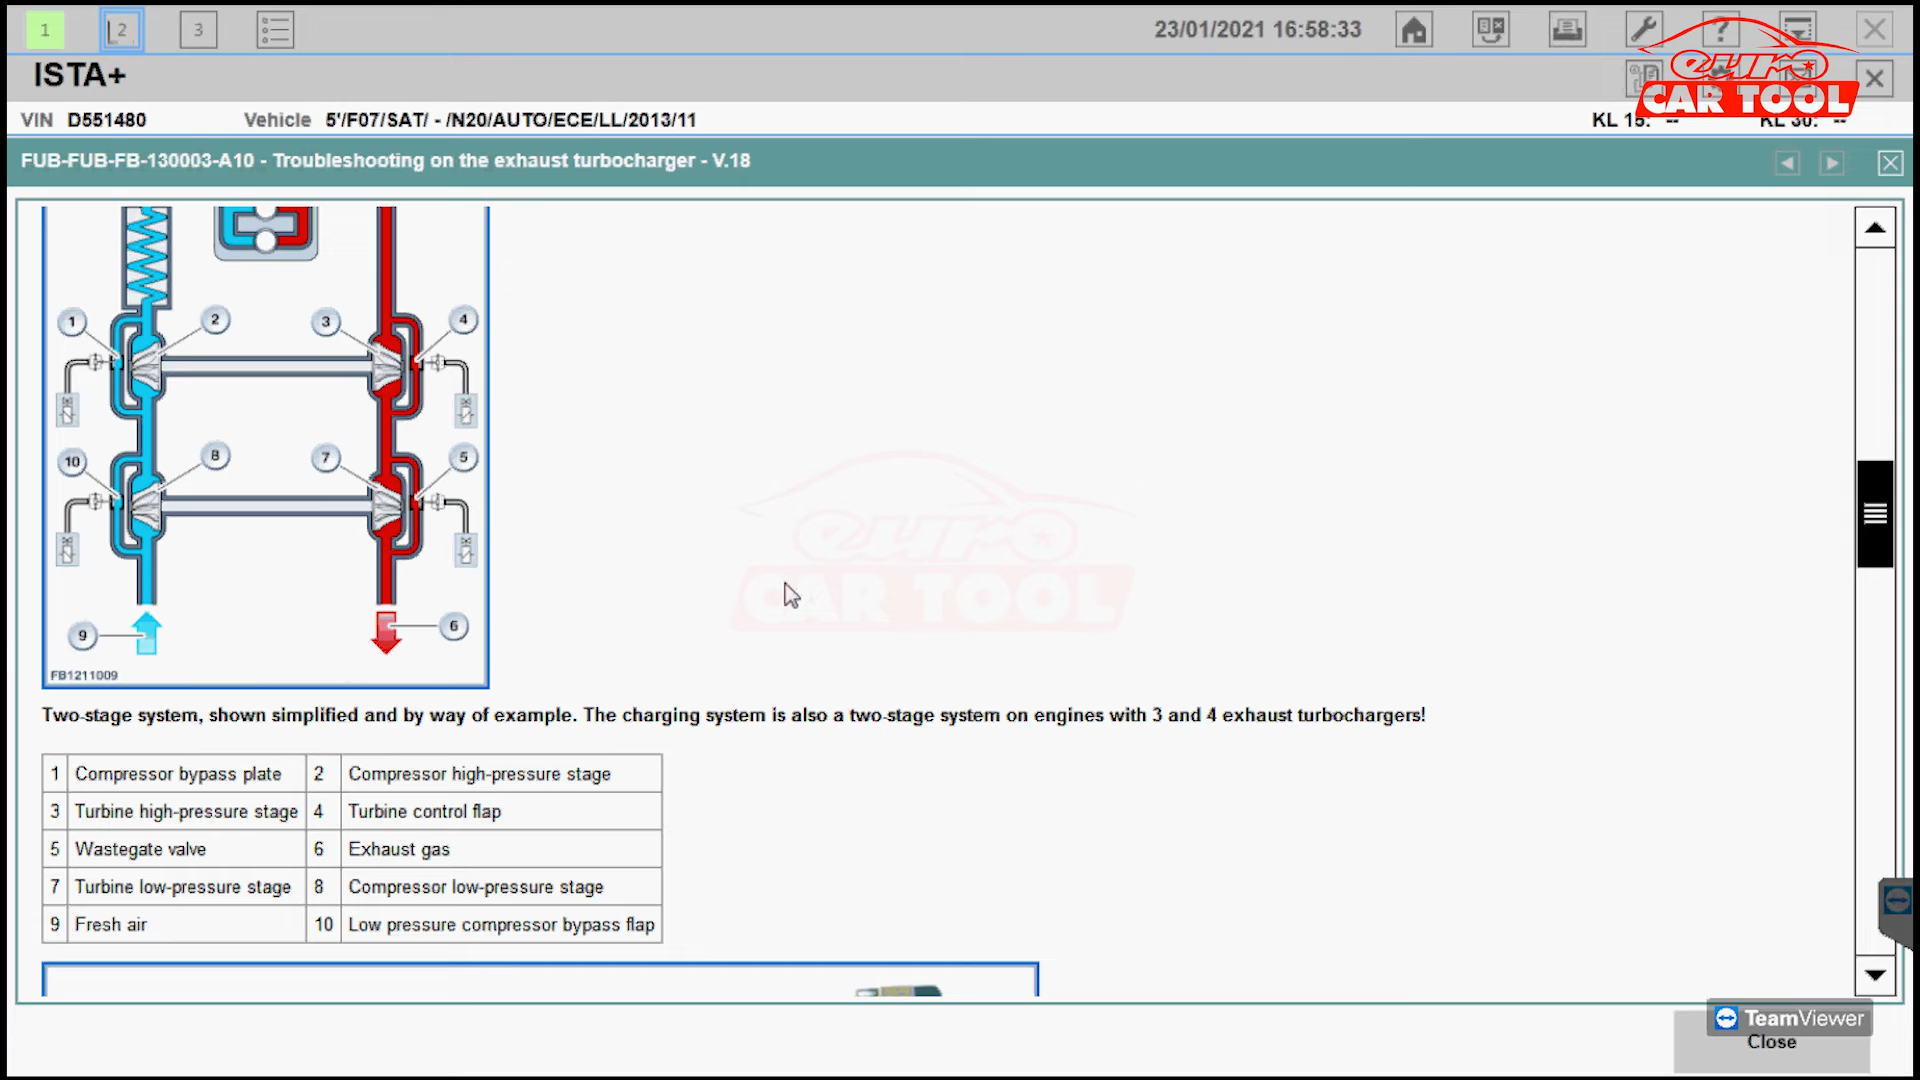 1 2 3 23/01/2021 16:58:33 ?
ISTA+
euro
CAR TOOL
VIN D551480 Vehicle 5'/F07/SAT/ - /N20/AUTO/ECE/LL/2013/11 KL 15: -- KL 30: --
FUB-FUB-FB-130003-A10 - Troubleshooting on the exhaust turbocharger - V.18
1 2 3 4
10 8 7 5
9 6
euro
CAR TOOL
FB1211009
Two-stage system, shown simplified and by way of example. The charging system is also a two-stage system on engines with 3 and 4 exhaust turbochargers!
1 Compressor bypass plate 2 Compressor high-pressure stage
3 Turbine high-pressure stage 4 Turbine control flap
5 Wastegate valve 6 Exhaust gas
7 Turbine low-pressure stage 8 Compressor low-pressure stage
9 Fresh air 10 Low pressure compressor bypass flap
TeamViewer
Close